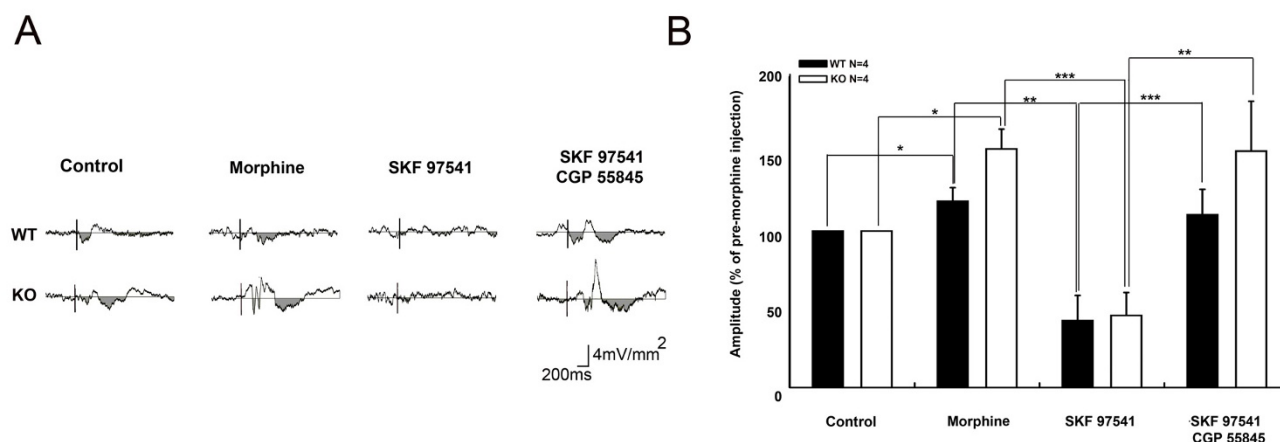 A
Control
Morphine
SKF 97541
SKF 97541
CGP 55845
WT
KO
4mV/mm2
200ms
B
WT N=4
KO N=4
Amplitude (% of pre-morphine injection)
200
150
100
50
0
*
*
**
***
***
**
Control
Morphine
SKF 97541
SKF 97541
CGP 55845